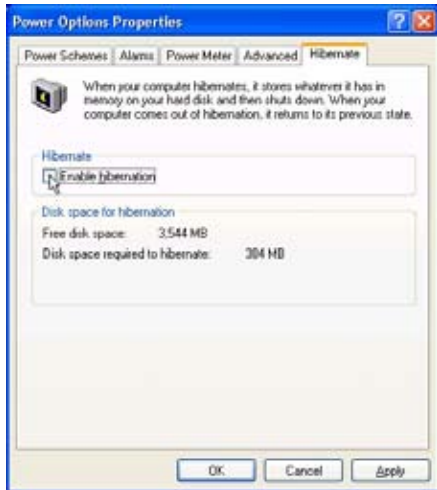 Power Options Properties
Power Schemes Alarms Power Meter Advanced Hibernate
When your computer hibernates, it stores whatever it has in
memory on your hard disk and then shuts down. When your
computer comes out of hibernation, it returns to its previous state.
Hibernate
Enable hibernation
Disk space for hibernation
Free disk space: 3,544 MB
Disk space required to hibernate: 384 MB
OK Cancel Apply